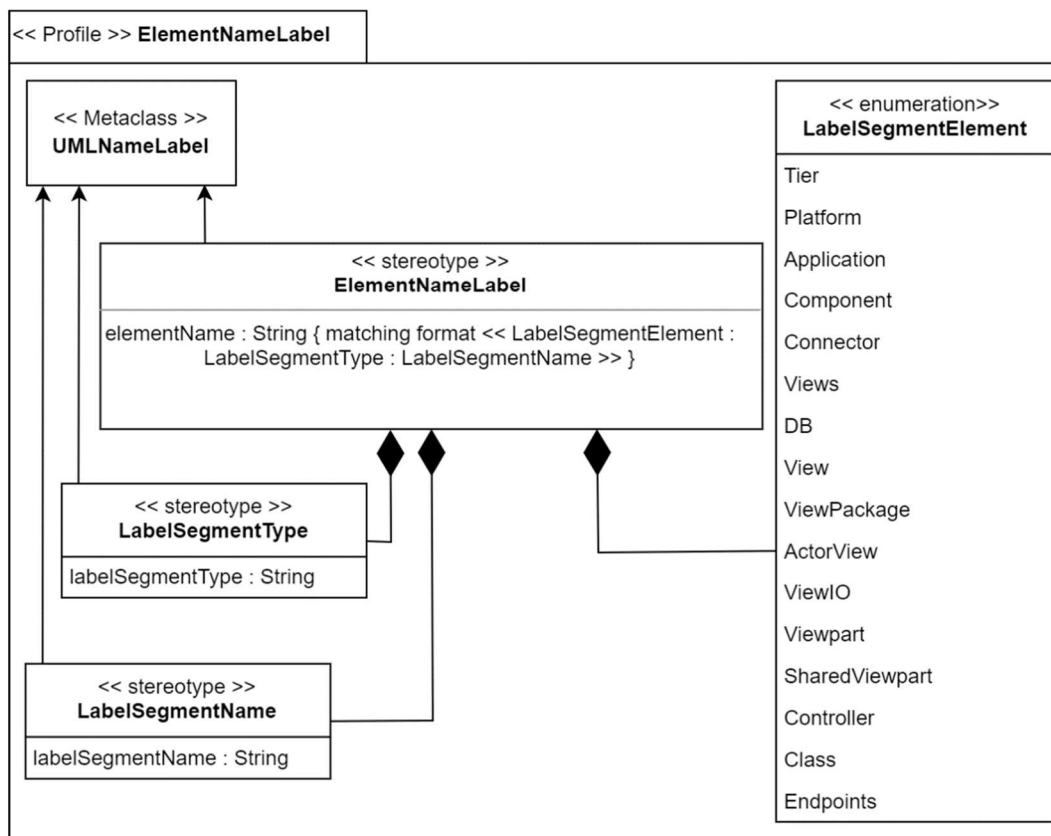 << Profile >> ElementNameLabel
<< Metaclass >>
UMLNameLabel
<< stereotype >>
ElementNameLabel
elementName : String { matching format << LabelSegmentElement :
LabelSegmentType : LabelSegmentName >> }
<< stereotype >>
LabelSegmentType
labelSegmentType : String
<< stereotype >>
LabelSegmentName
labelSegmentName : String
<< enumeration>>
LabelSegmentElement
Tier
Platform
Application
Component
Connector
Views
DB
View
ViewPackage
ActorView
ViewIO
Viewpart
SharedViewpart
Controller
Class
Endpoints